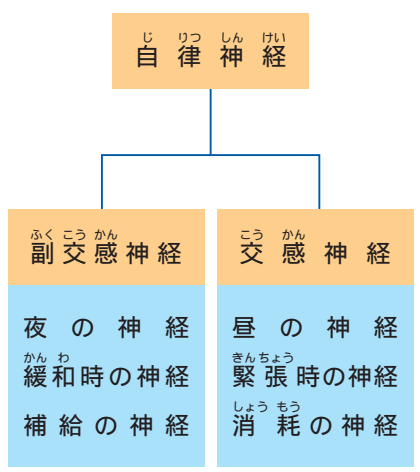 じりつしんけい
自律神経
ふくこうかん
副交感神経
夜の神経
かんわ
緩和時の神経
補給の神経
こうかん
交感神経
昼の神経
きんちょう
緊張時の神経
しょうもう
消耗の神経